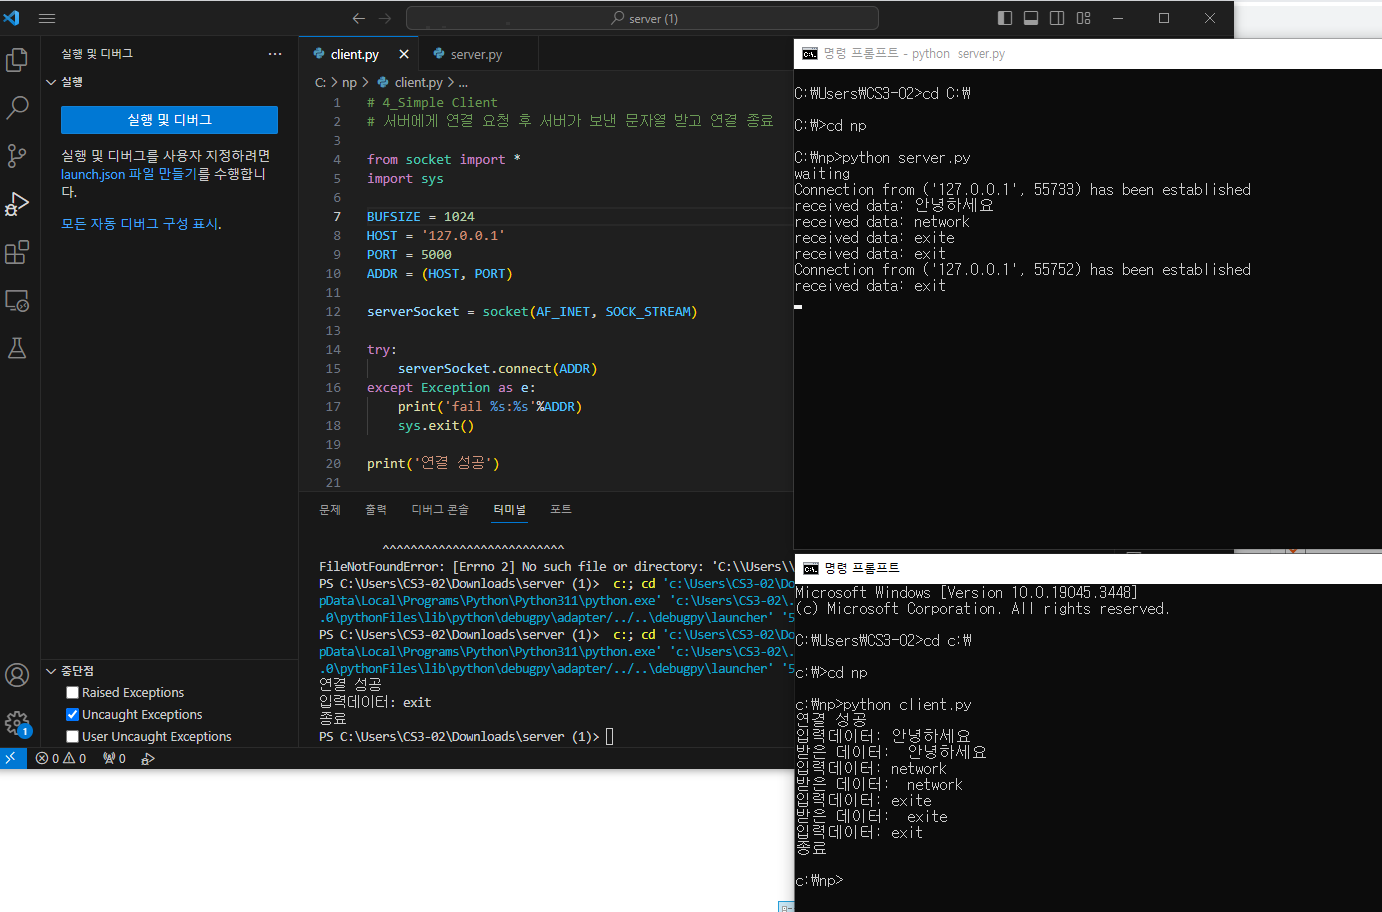 server (1)
실행 및 디버그
실행
실행 및 디버그
실행 및 디버그를 사용자 지정하려면
launch.json 파일 만들기를 수행합니
다.
모든 자동 디버그 구성 표시.
중단점
Raised Exceptions
Uncaught Exceptions
User Uncaught Exceptions
1
client.py
server.py
C: > np > client.py > ...
1 # 4_Simple Client
2 # 서버에게 연결 요청 후 서버가 보낸 문자열 받고 연결 종료
3
4 from socket import *
5 import sys
6
7 BUFSIZE = 1024
8 HOST = '127.0.0.1'
9 PORT = 5000
10 ADDR = (HOST, PORT)
11
12 serverSocket = socket(AF_INET, SOCK_STREAM)
13
14 try:
15 serverSocket.connect(ADDR)
16 except Exception as e:
17 print('fail %s:%s'%ADDR)
18 sys.exit()
19
20 print('연결 성공')
21
문제 출력 디버그 콘솔 터미널 포트
^^^^^^^^^^^^^^^^^^^^^^^^^^
FileNotFoundError: [Errno 2] No such file or directory: 'C:\\Users\\
PS C:\Users\CS3-02\Downloads\server (1)> c:; cd 'c:\Users\CS3-02\Do
pData\Local\Programs\Python\Python311\python.exe' 'c:\Users\CS3-02\.
.0\pythonFiles\lib\python\debugpy\adapter/../..\debugpy\launcher' '5
PS C:\Users\CS3-02\Downloads\server (1)> c:; cd 'c:\Users\CS3-02\Do
pData\Local\Programs\Python\Python311\python.exe' 'c:\Users\CS3-02\.
.0\pythonFiles\lib\python\debugpy\adapter/../..\debugpy\launcher' '5
연결 성공
입력데이터: exit
종료
PS C:\Users\CS3-02\Downloads\server (1)>
0 0 0
명령 프롬프트 - python server.py
C:₩Users₩CS3-02>cd C:₩
C:₩>cd np
C:₩np>python server.py
waiting
Connection from ('127.0.0.1', 55733) has been established
received data: 안녕하세요
received data: network
received data: exite
received data: exit
Connection from ('127.0.0.1', 55752) has been established
received data: exit
명령 프롬프트
Microsoft Windows [Version 10.0.19045.3448]
(c) Microsoft Corporation. All rights reserved.
C:₩Users₩CS3-02>cd c:₩
c:₩>cd np
c:₩np>python client.py
연결 성공
입력데이터: 안녕하세요
받은 데이터: 안녕하세요
입력데이터: network
받은 데이터: network
입력데이터: exite
받은 데이터: exite
입력데이터: exit
종료
c:₩np>